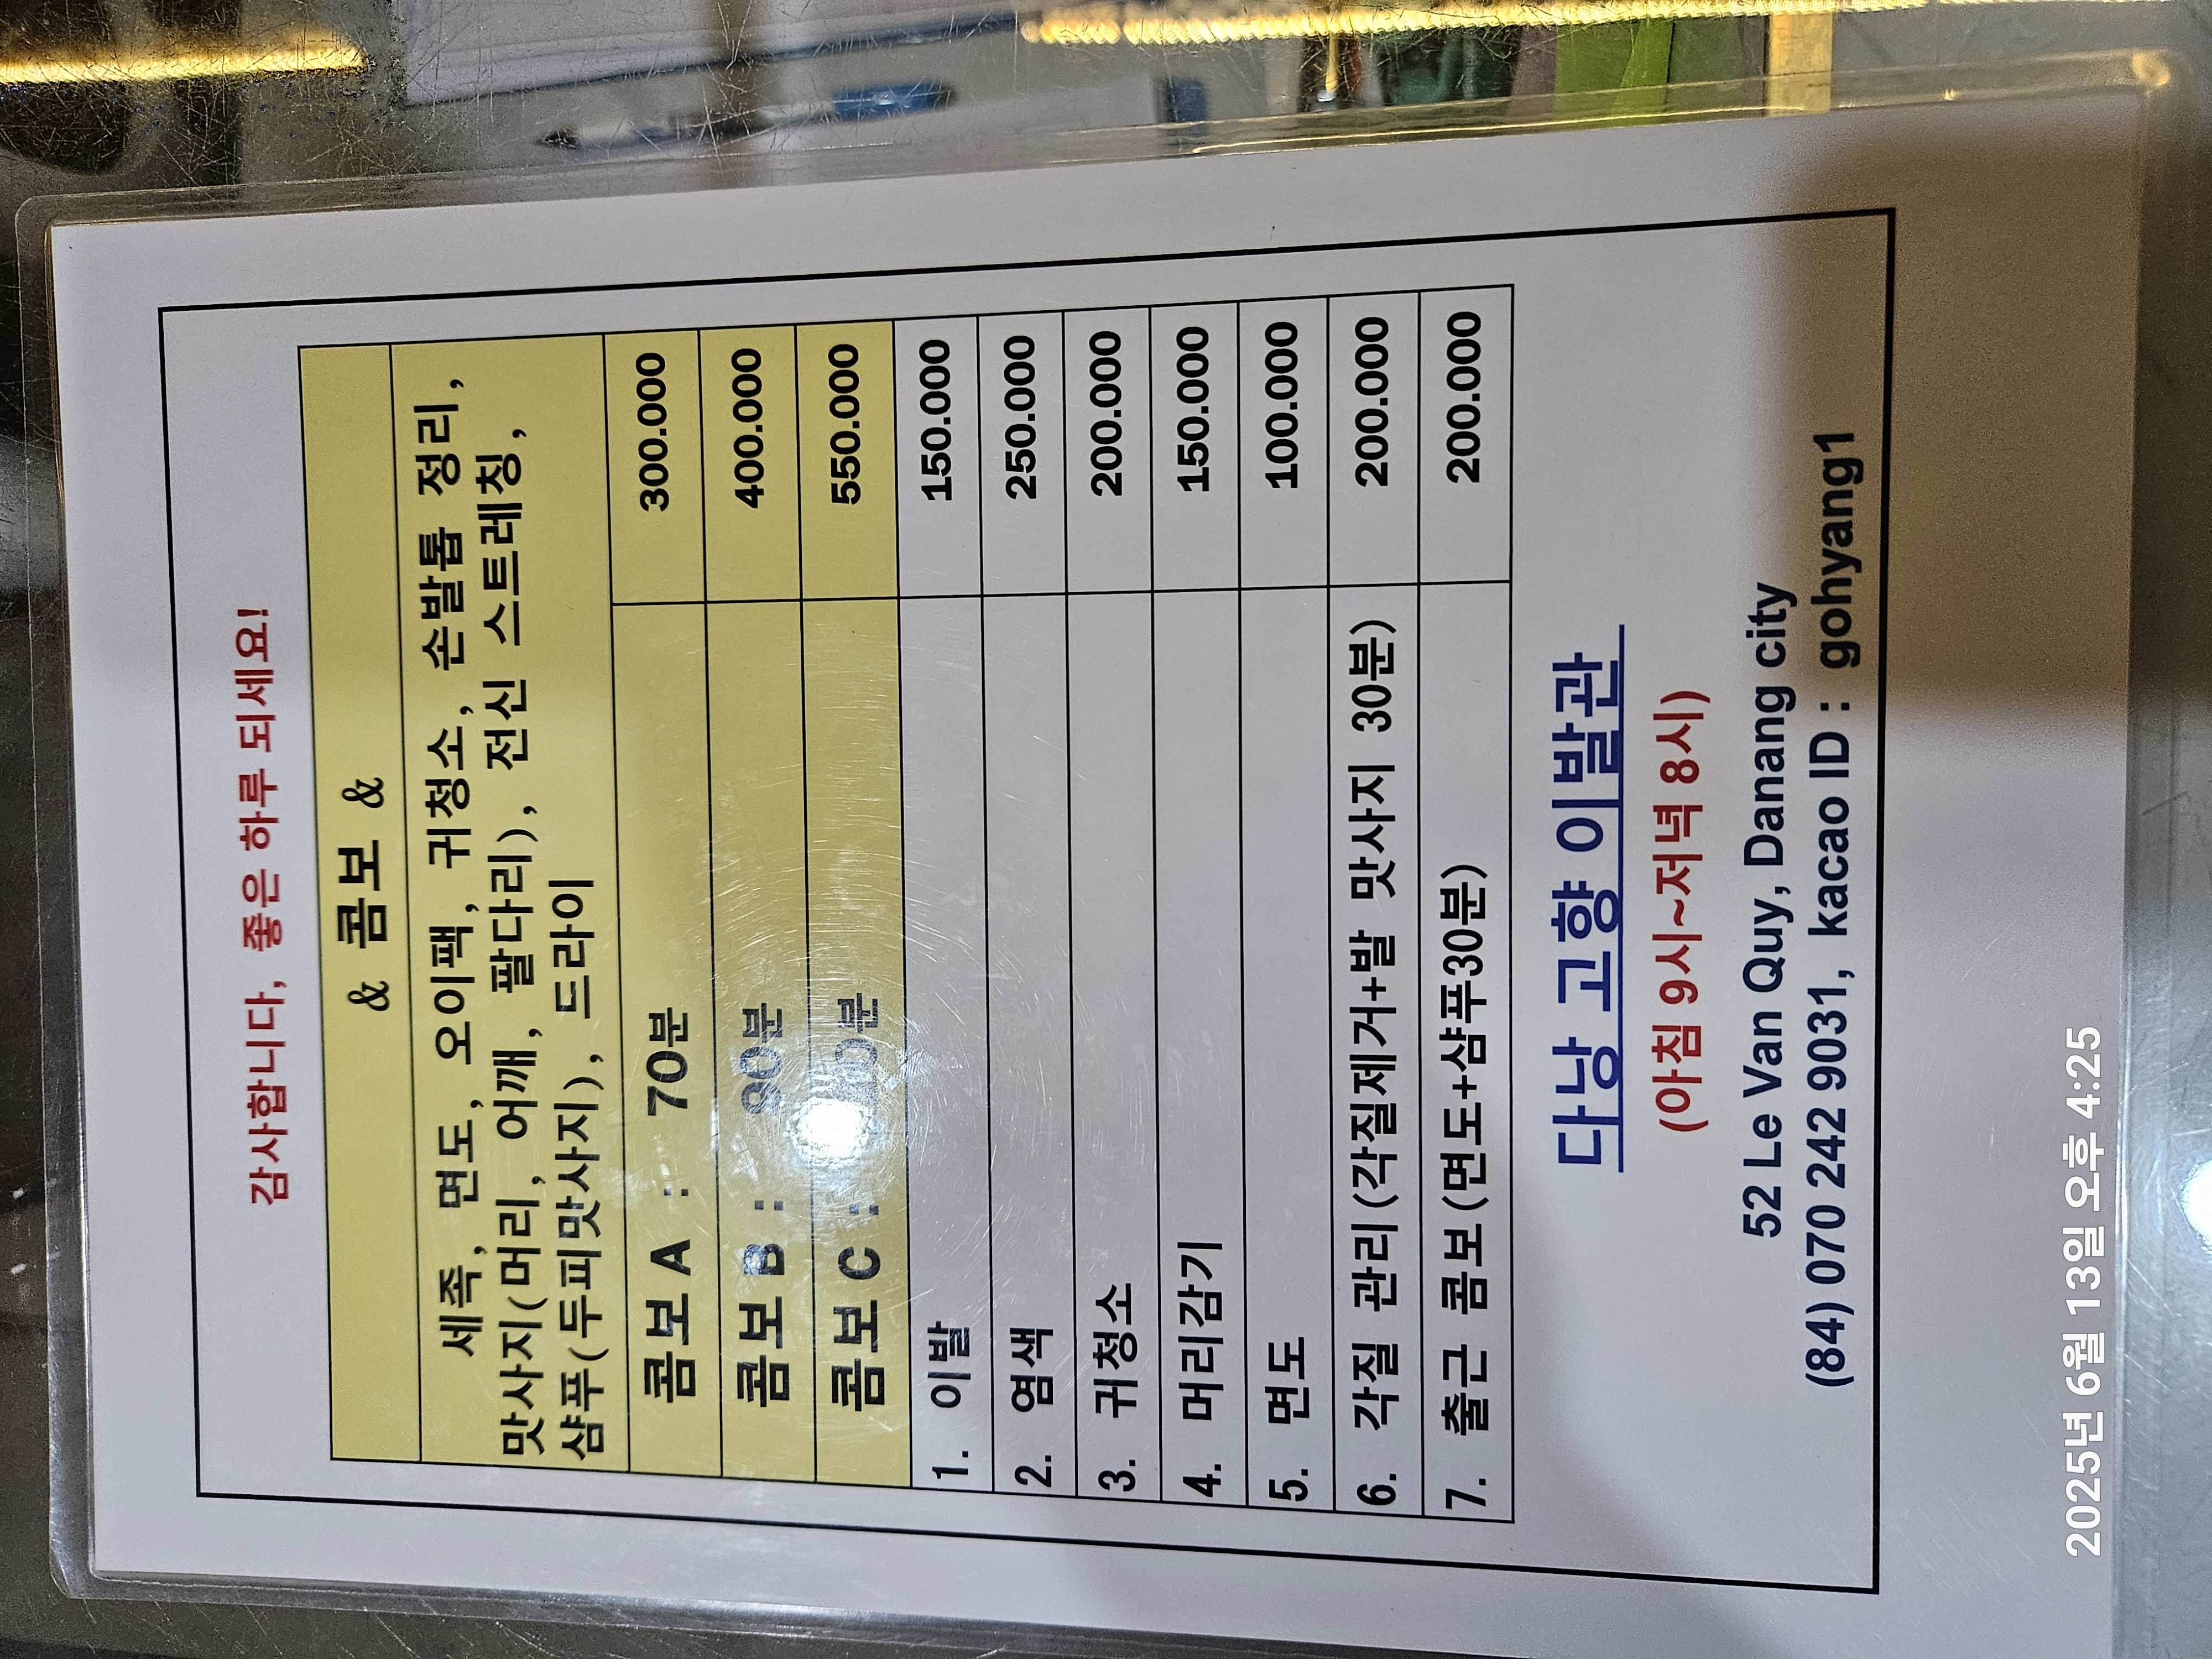 감사합니다, 좋은 하루 되세요!
& 콤보 &
세족, 면도, 오이팩, 귀청소, 손발톱 정리,
맛사지(머리, 어깨, 팔다리), 전신 스트레칭,
샴푸(두피맛사지), 드라이
콤보 A : 70분 300.000
콤보 B : 90분 400.000
콤보 C : 550.000
1. 이발 150.000
2. 염색 250.000
3. 귀청소 200.000
4. 머리감기 150.000
5. 면도 100.000
6. 각질 관리(각질제거+발 맛사지 30분) 200.000
7. 출근 콤보(면도+샴푸30분) 200.000
다낭 고향 이발관
(아침 9시~저녁 8시)
52 Le Van Quy, Danang city
(84) 070 242 9031, kacao ID : gohyang1
2025년 6월 13일 오후 4:25